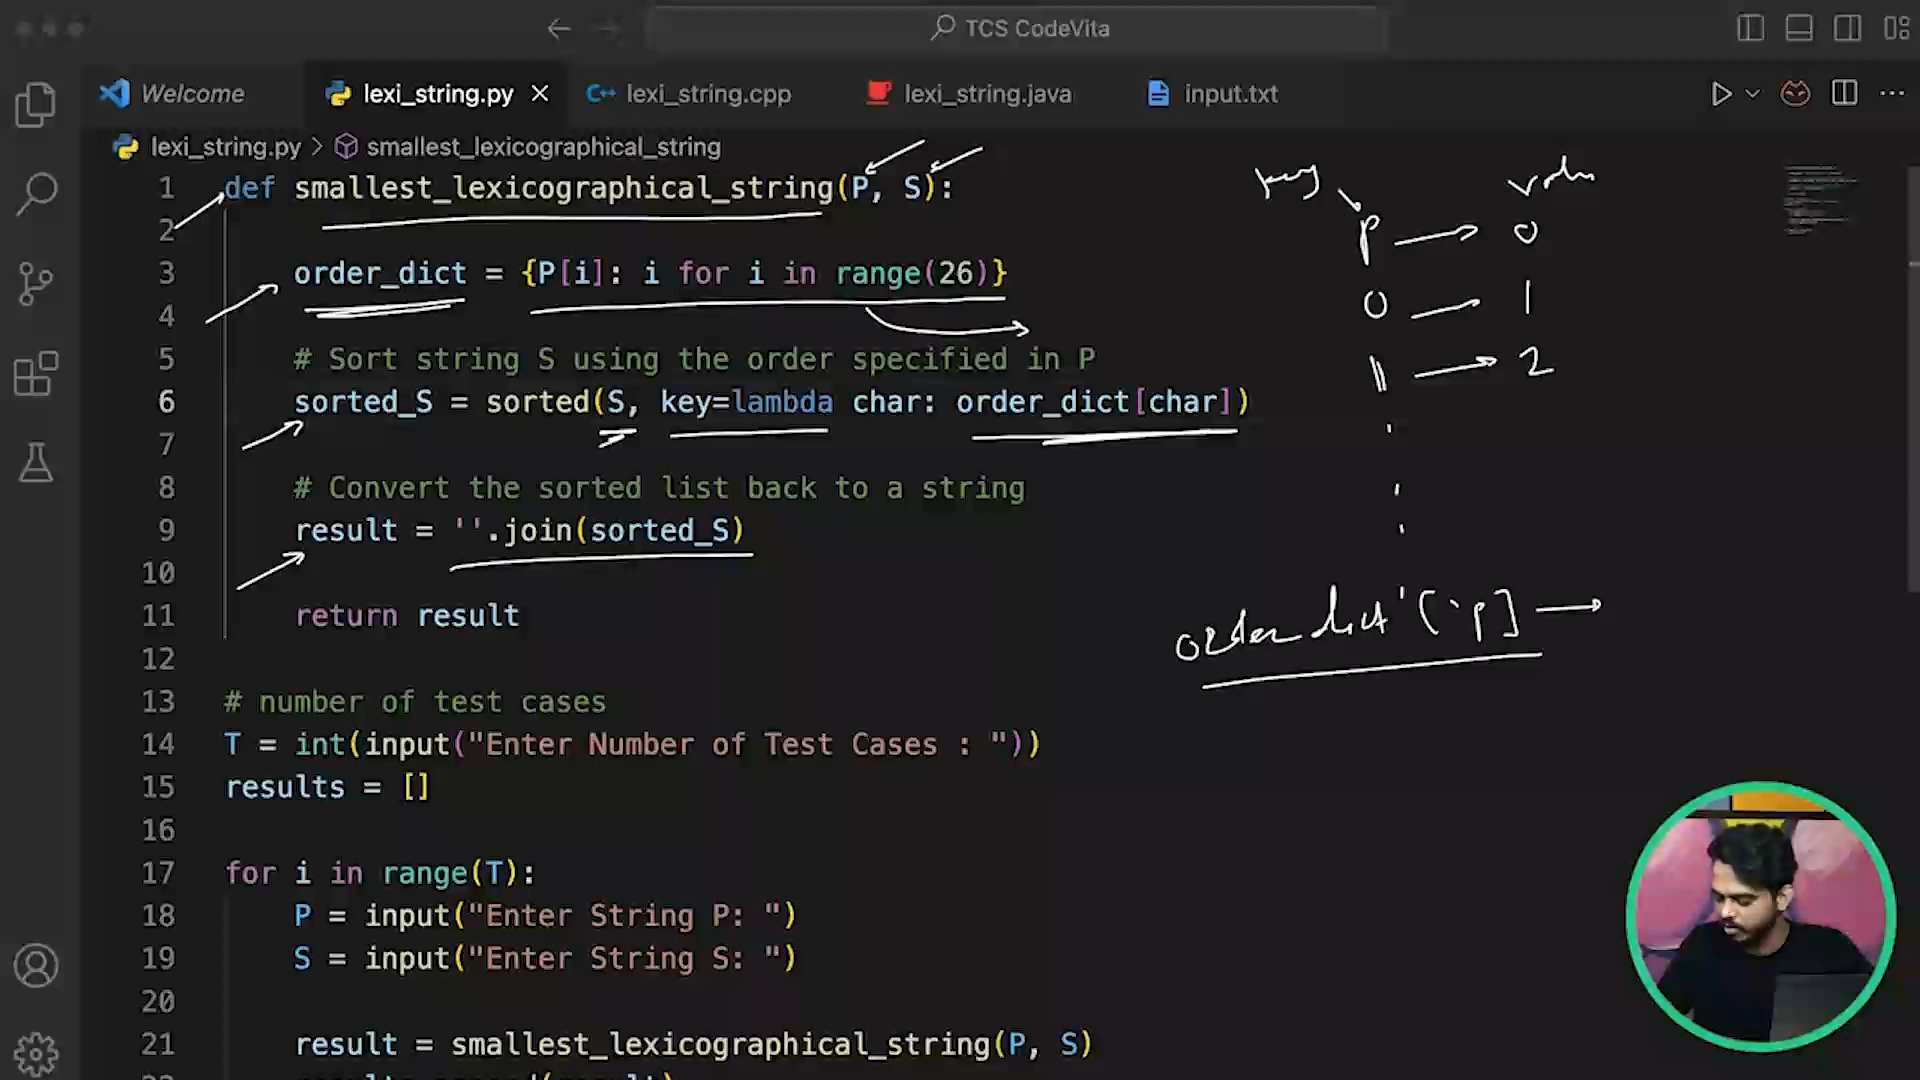 TCS CodeVita
Welcome lexi_string.py lexi_string.cpp lexi_string.java input.txt
lexi_string.py > smallest_lexicographical_string
1 def smallest_lexicographical_string(P, S):
2
3 order_dict = {P[i]: i for i in range(26)}
4
5 # Sort string S using the order specified in P
6 sorted_S = sorted(S, key=lambda char: order_dict[char])
7
8 # Convert the sorted list back to a string
9 result = ''.join(sorted_S)
10
11 return result
12
13 # number of test cases
14 T = int(input("Enter Number of Test Cases : "))
15 results = []
16
17 for i in range(T):
18 P = input("Enter String P: ")
19 S = input("Enter String S: ")
20
21 result = smallest_lexicographical_string(P, S)
key
P 0
O 1
2
order dict